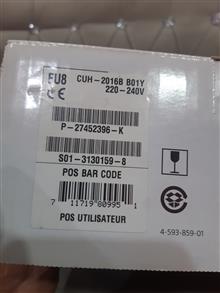 EU8 CUH-2016B B01Y
CE 220-240V
P-27452396-K
S01-3130159-8
POS BAR CODE
7 11719 80995 1
POS UTILISATEUR
4-593-859-01